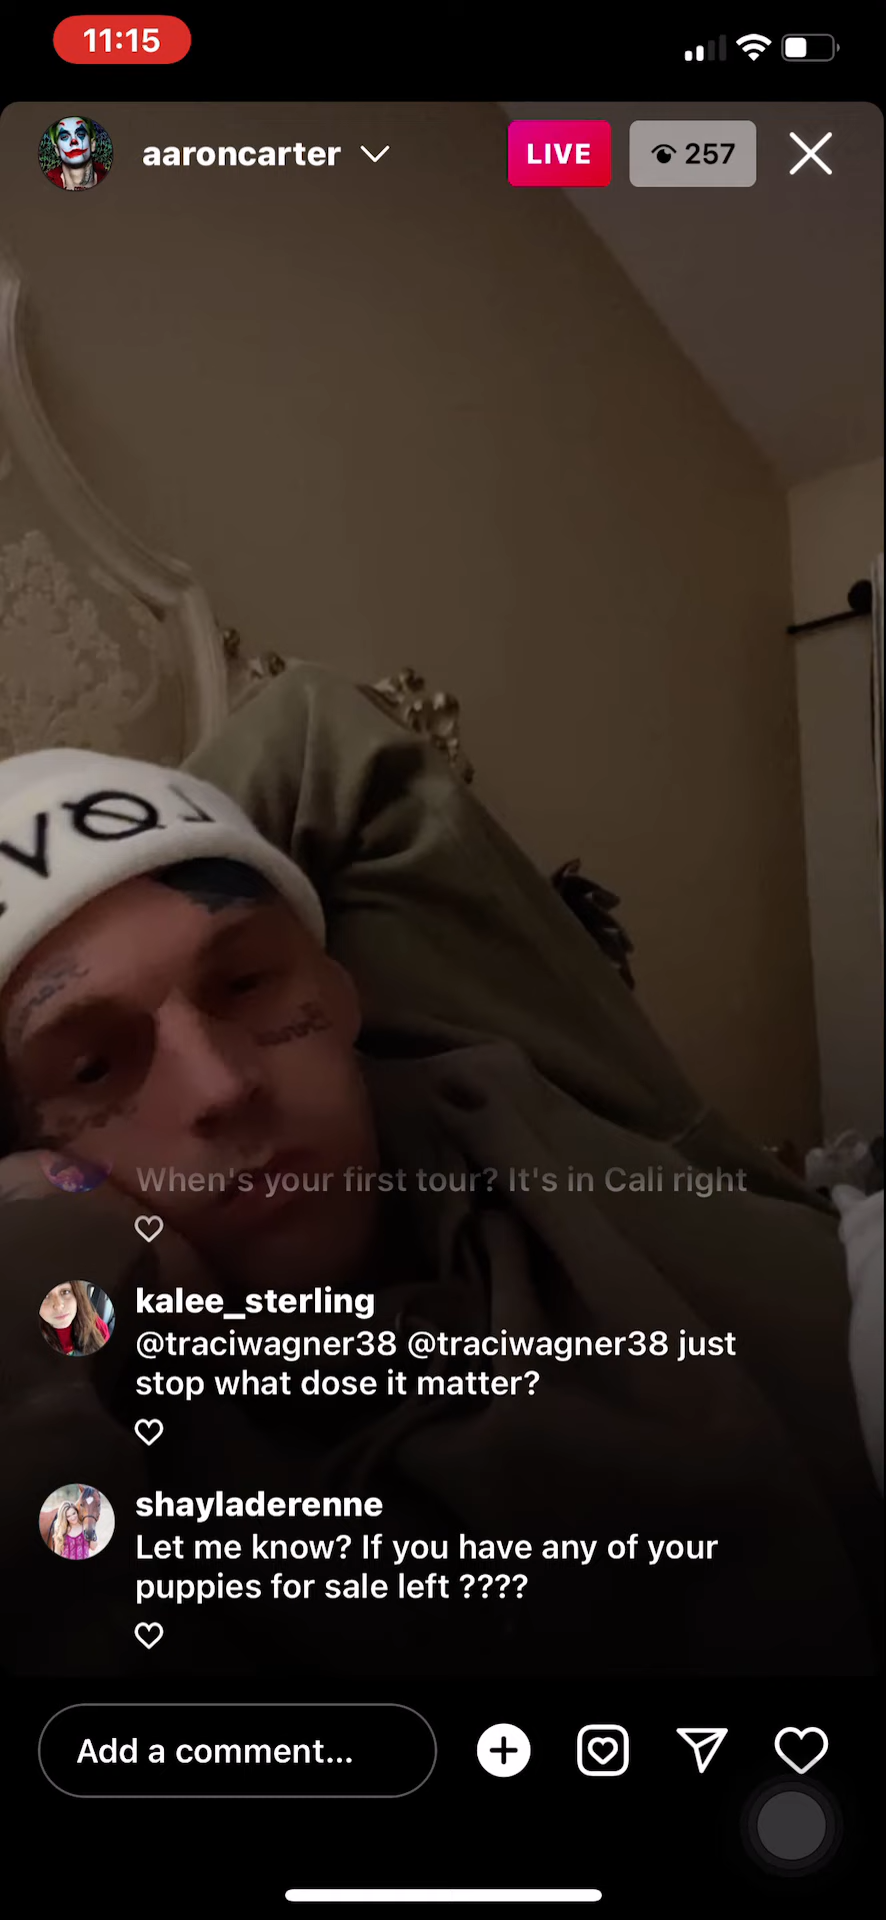 11:15
aaroncarter
LIVE
257
When's your first tour? It's in Cali right
kalee_sterling
@traciwagner38 @traciwagner38 just
stop what dose it matter?
shayladerenne
Let me know? If you have any of your
puppies for sale left ????
Add a comment...